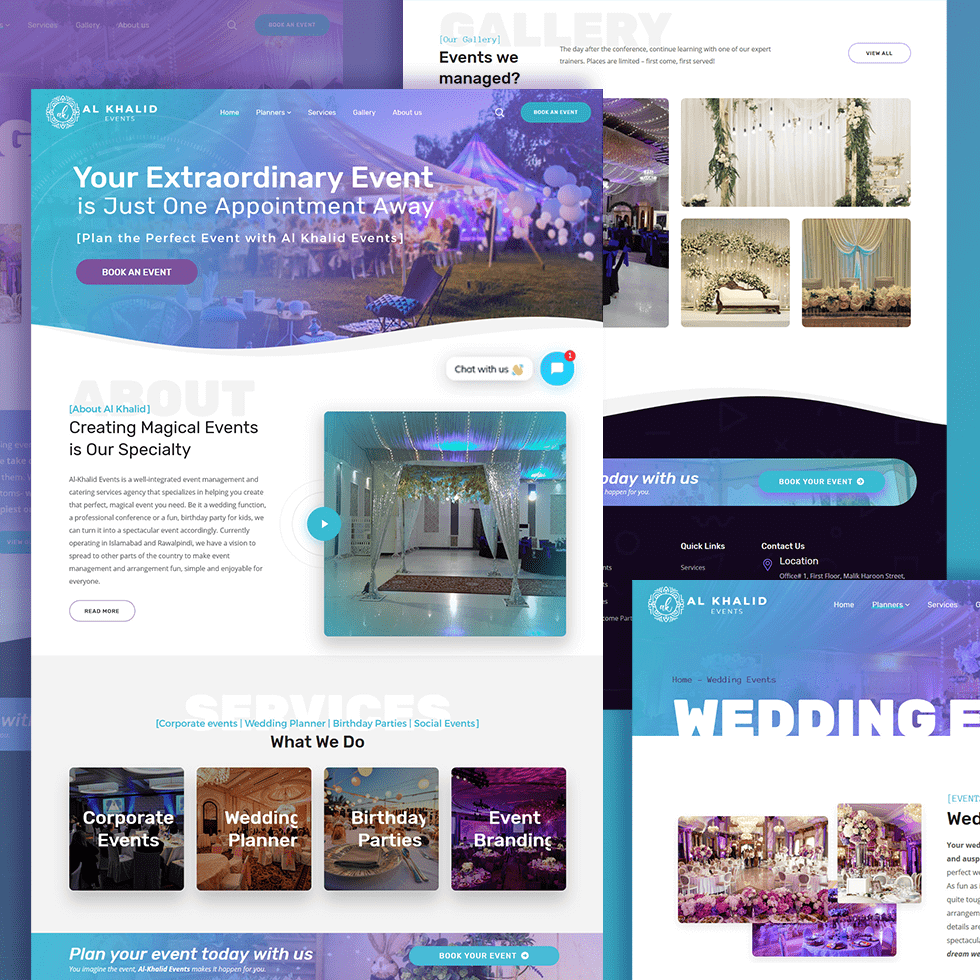 Services Gallery About us
BOOK AN EVENT
GALLERY
[Our Gallery]
Events we
managed?
The day after the conference, continue learning with one of our expert
trainers. Places are limited – first come, first served!
VIEW ALL
AL KHALID
EVENTS
Home Planners Services Gallery About us
BOOK AN EVENT
Your Extraordinary Event
is Just One Appointment Away
[Plan the Perfect Event with Al Khalid Events]
BOOK AN EVENT
Chat with us 👋
1
ABOUT
[About Al Khalid]
Creating Magical Events
is Our Specialty
Al-Khalid Events is a well-integrated event management and
catering services agency that specializes in helping you create
that perfect, magical event you need. Be it a wedding function,
a professional conference or a fun, birthday party for kids, we
can turn it into a spectacular event accordingly. Currently
operating in Islamabad and Rawalpindi, we have a vision to
spread to other parts of the country to make event
management and arrangement fun, simple and enjoyable for
everyone.
READ MORE
SERVICES
[Corporate events | Wedding Planner | Birthday Parties | Social Events]
What We Do
Corporate
Events
Wedding
Planner
Birthday
Parties
Event
Branding
Plan your event today with us
You imagine the event, Al-Khalid Events makes it happen for you.
BOOK YOUR EVENT
oday with us
happen for you.
BOOK YOUR EVENT
Quick Links
Services
Contact Us
Location
Office# 1, First Floor, Malik Haroon Street,
AL KHALID
EVENTS
Home Planners Services G
Home – Wedding Events
WEDDING E
[EVENT
Wed
Your wed
and ausp
perfect we
As fun as i
quite toug
arrangem
details are
spectacula
dream we